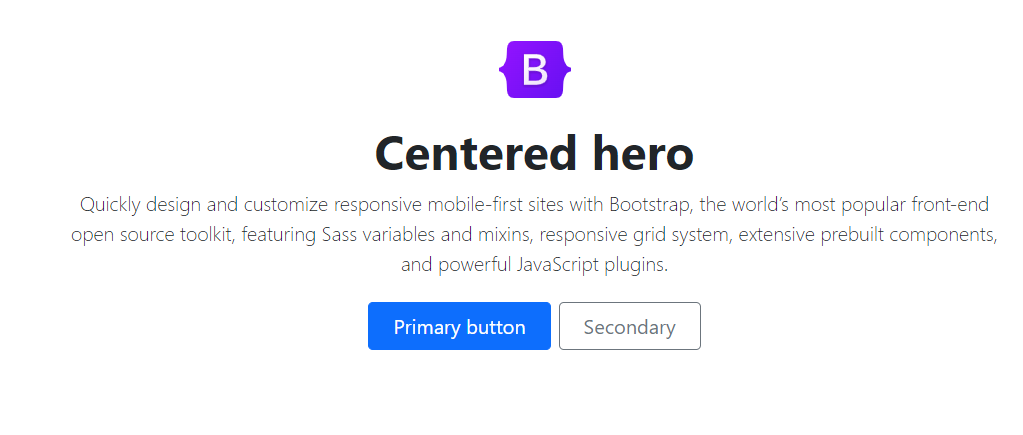 B
Centered hero
Quickly design and customize responsive mobile-first sites with Bootstrap, the world’s most popular front-end
open source toolkit, featuring Sass variables and mixins, responsive grid system, extensive prebuilt components,
and powerful JavaScript plugins.
Primary button Secondary